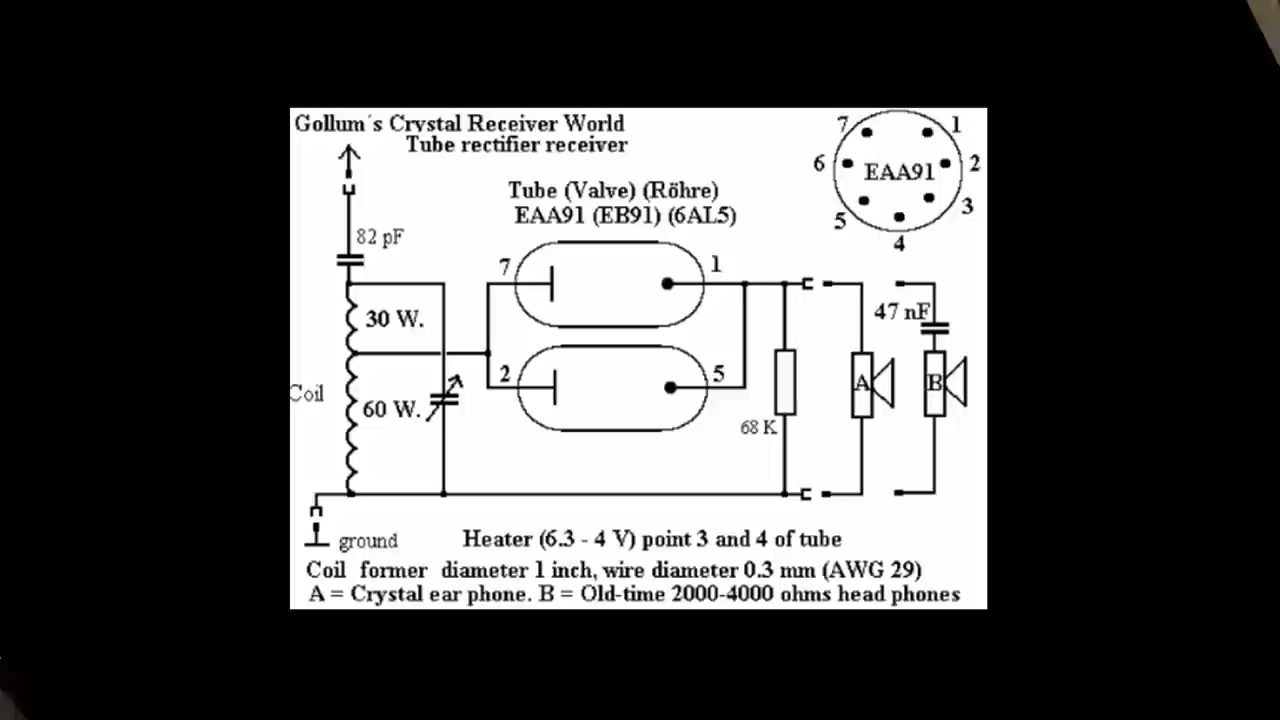 Gollum´s Crystal Receiver World
Tube rectifier receiver
7
1
6
EAA91
2
5
3
4
Tube (Valve) (Röhre)
EAA91 (EB91) (6AL5)
82 pF
7
1
30 W.
47 nF
2
5
Coil
60 W.
A
B
68 K
ground
Heater (6.3 - 4 V) point 3 and 4 of tube
Coil former diameter 1 inch, wire diameter 0.3 mm (AWG 29)
A = Crystal ear phone. B = Old-time 2000-4000 ohms head phones